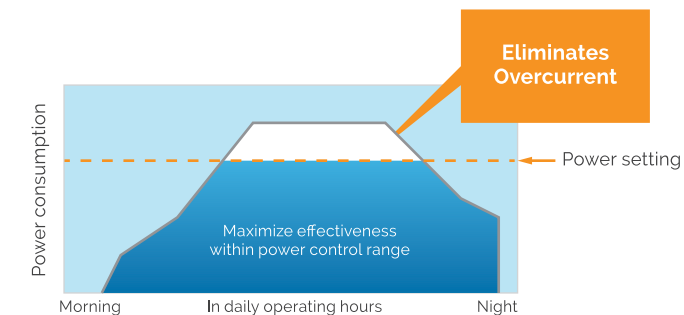 Eliminates
Overcurrent
Power consumption
Power setting
Maximize effectiveness
within power control range
Morning
In daily operating hours
Night